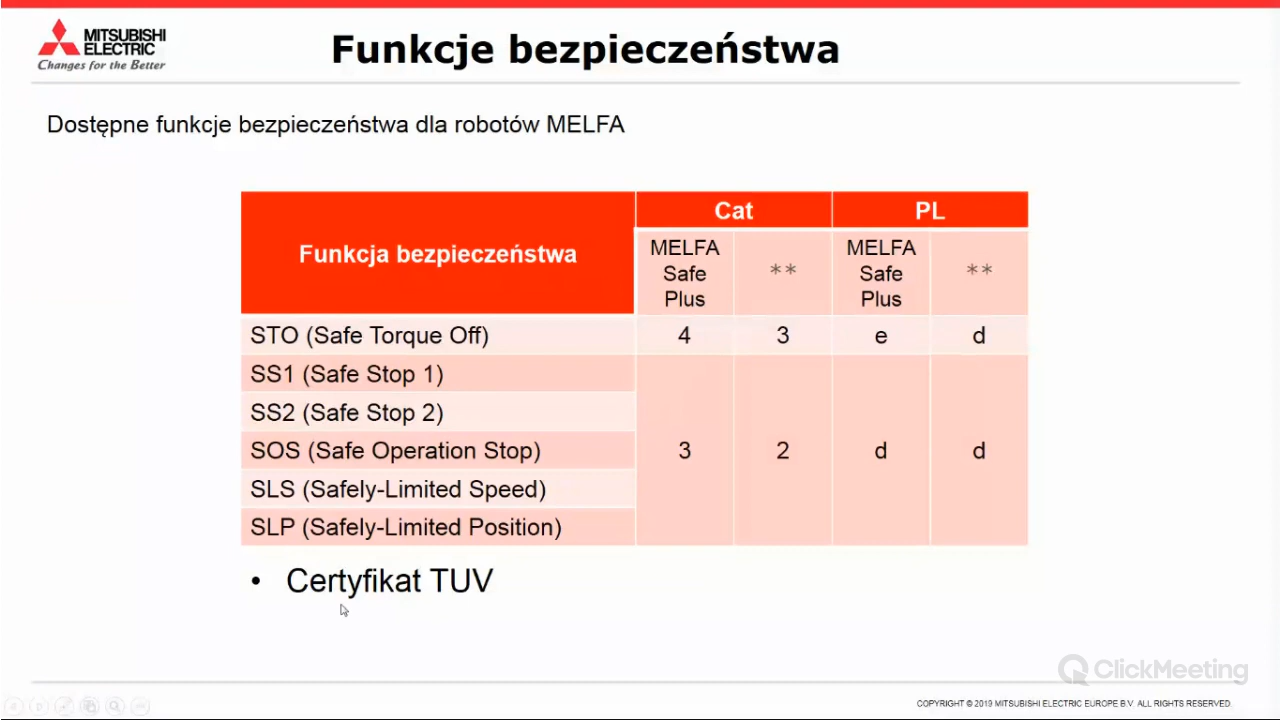 MITSUBISHI
ELECTRIC
Changes for the Better
Funkcje bezpieczeństwa
Dostępne funkcje bezpieczeństwa dla robotów MELFA
Funkcja bezpieczeństwa
Cat
PL
MELFA
Safe
Plus
**
MELFA
Safe
Plus
**
STO (Safe Torque Off)
4
3
e
d
SS1 (Safe Stop 1)
SS2 (Safe Stop 2)
SOS (Safe Operation Stop)
3
2
d
d
SLS (Safely-Limited Speed)
SLP (Safely-Limited Position)
• Certyfikat TUV
ClickMeeting
COPYRIGHT © 2019 MITSUBISHI ELECTRIC EUROPE B.V. ALL RIGHTS RESERVED.